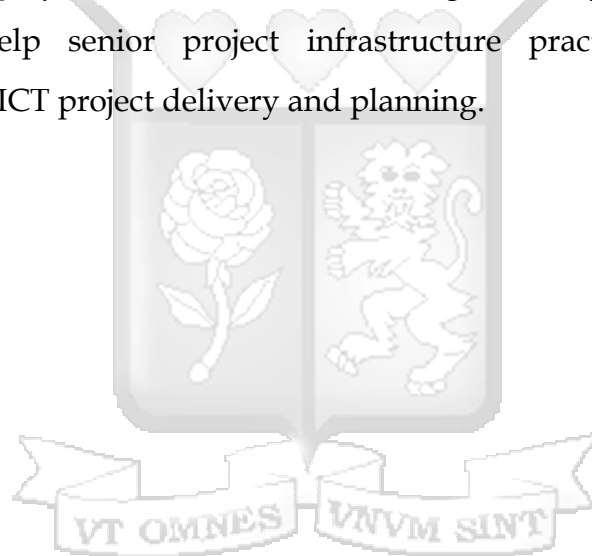 elp senior project infrastructure prac
ICT project delivery and planning.
VT OMNES VNVM SINT